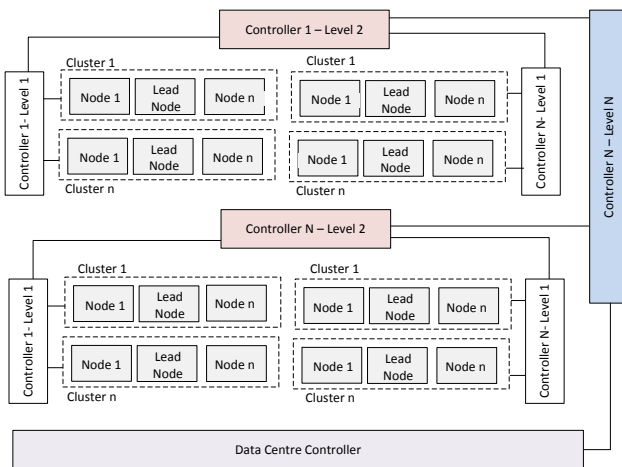 Controller 1 – Level 2
Controller N – Level N
Controller 1- Level 1
Cluster 1
Node 1
Lead
Node
Node n
Node 1
Lead
Node
Node n
Cluster n
Cluster 1
Node 1
Lead
Node
Node n
Node 1
Lead
Node
Node n
Cluster n
Controller N- Level 1
Controller N – Level 2
Controller 1- Level 1
Cluster 1
Node 1
Lead
Node
Node n
Node 1
Lead
Node
Node n
Cluster n
Cluster 1
Node 1
Lead
Node
Node n
Node 1
Lead
Node
Node n
Cluster n
Controller N- Level 1
Data Centre Controller